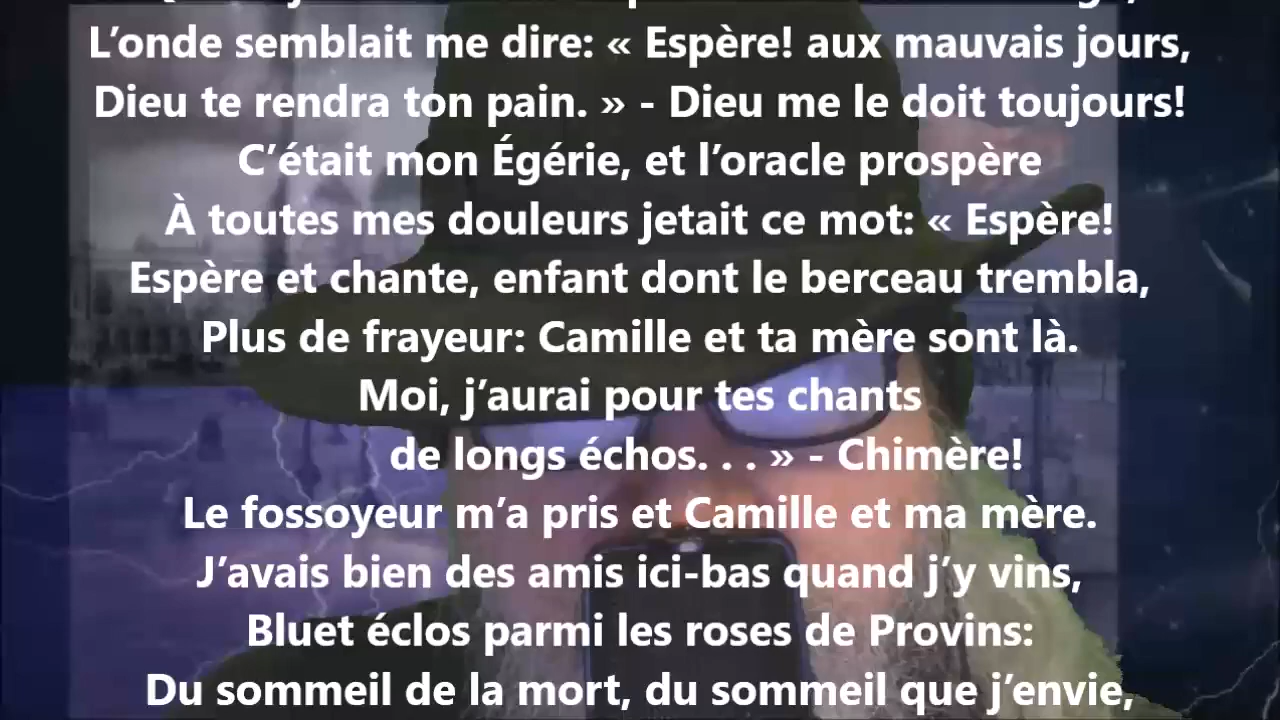 L’onde semblait me dire: « Espère! aux mauvais jours,
Dieu te rendra ton pain. » - Dieu me le doit toujours!
C’était mon Égérie, et l’oracle prospère
À toutes mes douleurs jetait ce mot: « Espère!
Espère et chante, enfant dont le berceau trembla,
Plus de frayeur: Camille et ta mère sont là.
Moi, j’aurai pour tes chants
de longs échos. . . » - Chimère!
Le fossoyeur m’a pris et Camille et ma mère.
J’avais bien des amis ici-bas quand j’y vins,
Bluet éclos parmi les roses de Provins:
Du sommeil de la mort, du sommeil que j’envie,